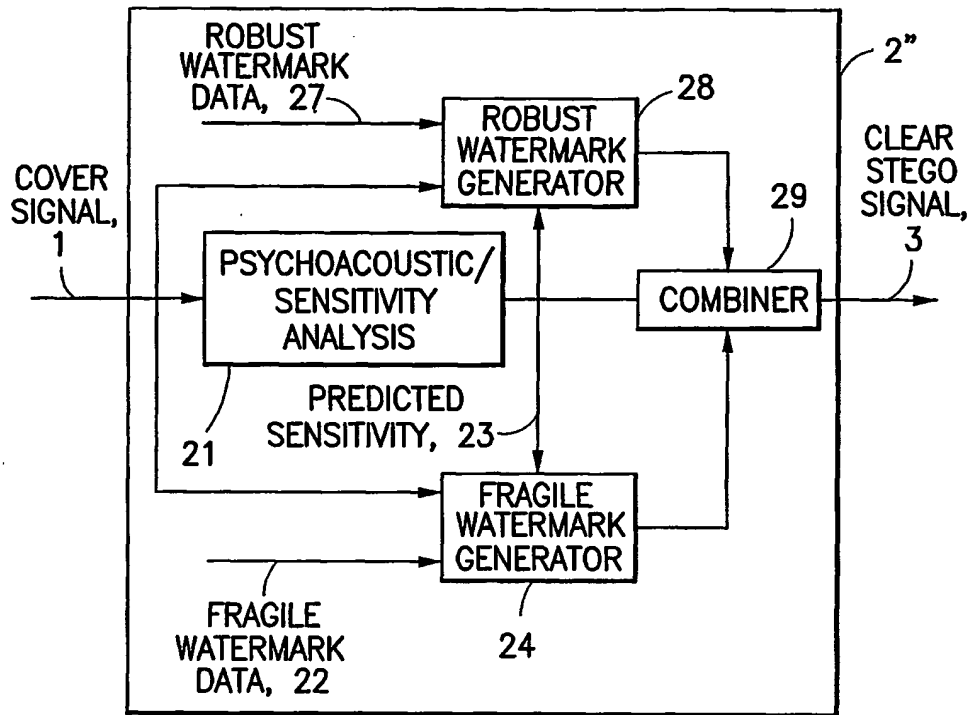 ROBUST
WATERMARK
DATA, 27
2”
28
ROBUST
WATERMARK
GENERATOR
CLEAR
STEGO
SIGNAL,
3
COVER
SIGNAL,
1
29
PSYCHOACOUSTIC/
SENSITIVITY
ANALYSIS
COMBINER
21
PREDICTED
SENSITIVITY, 23
FRAGILE
WATERMARK
GENERATOR
24
FRAGILE
WATERMARK
DATA, 22